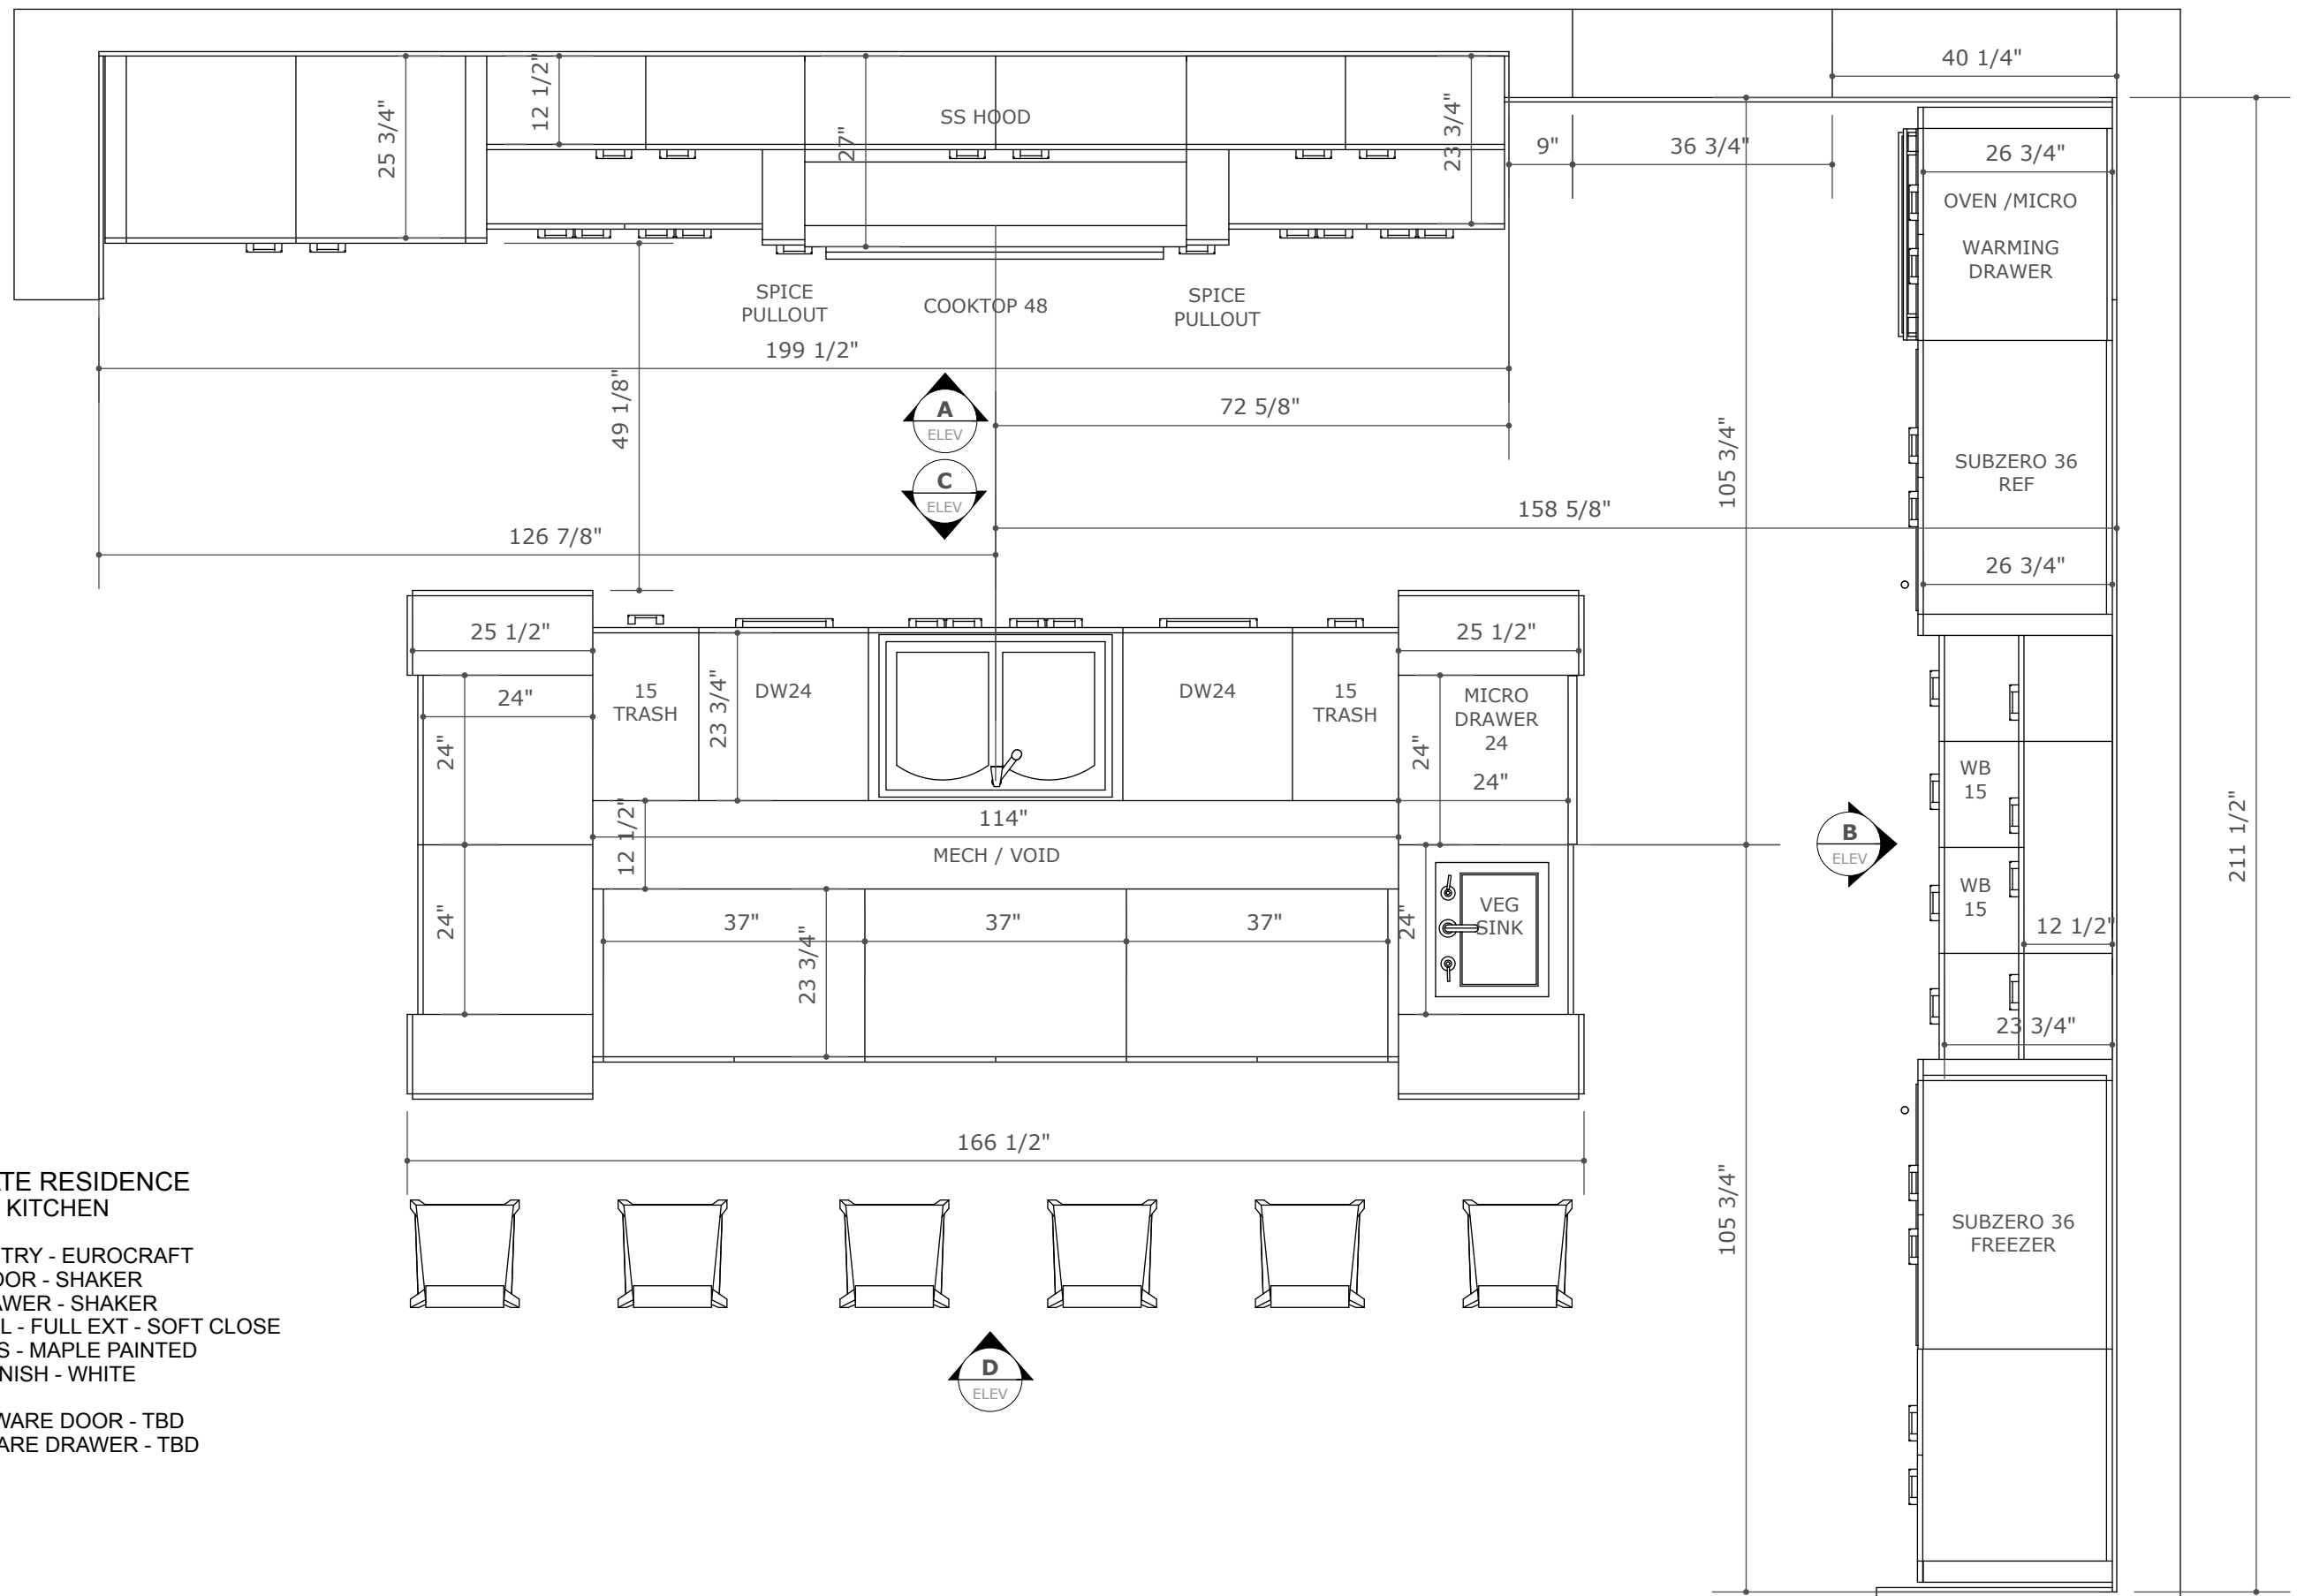 40 1/4"
12 1/2"
25 3/4"
SS HOOD
27"
23 3/4"
9"
36 3/4"
26 3/4"
OVEN /MICRO
WARMING
DRAWER
SPICE
PULLOUT
COOKTOP 48
SPICE
PULLOUT
199 1/2"
49 1/8"
A
ELEV
72 5/8"
105 3/4"
SUBZERO 36
REF
C
ELEV
158 5/8"
126 7/8"
26 3/4"
25 1/2"
25 1/2"
24"
15
TRASH
23 3/4"
DW24
DW24
15
TRASH
MICRO
DRAWER
24
24"
24"
24"
WB
15
12 1/2"
114"
MECH / VOID
B
ELEV
211 1/2"
24"
37"
37"
37"
23 3/4"
24"
VEG
SINK
WB
15
12 1/2"
23 3/4"
166 1/2"
105 3/4"
SUBZERO 36
FREEZER
D
ELEV
TE RESIDENCE
KITCHEN
TRY - EUROCRAFT
OOR - SHAKER
AWER - SHAKER
L - FULL EXT - SOFT CLOSE
S - MAPLE PAINTED
NISH - WHITE
WARE DOOR - TBD
ARE DRAWER - TBD